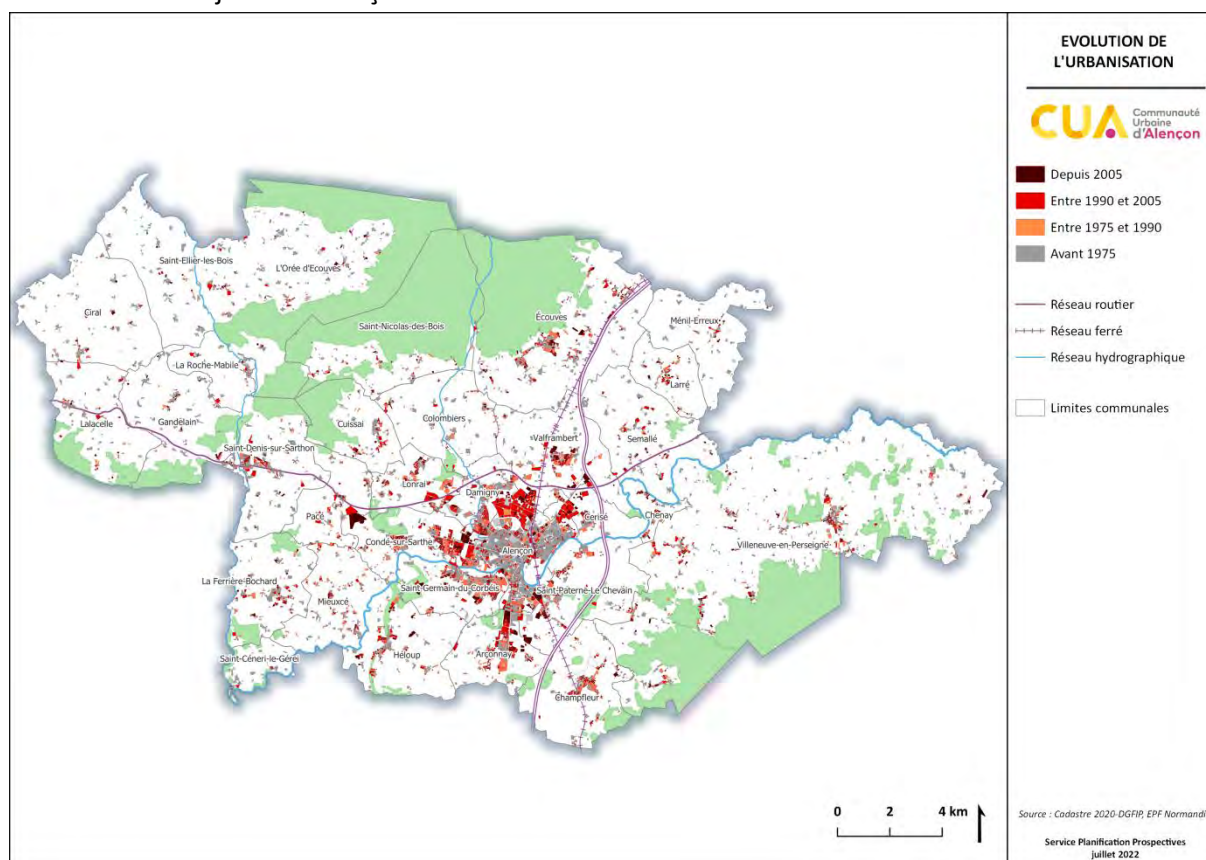 EVOLUTION DE
L'URBANISATION
CUA Communauté
Urbaine
d'Alençon
Depuis 2005
Entre 1990 et 2005
Entre 1975 et 1990
Avant 1975
Réseau routier
Réseau ferré
Réseau hydrographique
Limites communales
Saint-Ellier-les-Bois
L'Orée d'Ecouves
Ciral
Saint-Nicolas-des-Bois
Écouves
Ménil-Erreux
La Roche-Mabile
Larré
Lalacelle
Gandelain
Cuissai
Colombiers
Valframbert
Semallé
Saint-Denis-sur-Sarthon
Lonrai
Damigny
Pacé
Cerisé
Chenay
Condé-sur-Sarthe
Alençon
Villeneuve-en-Perseigne
La Ferrière-Bochard
Mieuxcé
Saint-Germain-du-Corbéis
Saint-Paterne-Le Chevain
Saint-Céneri-le-Gérei
Héloup
Arçonnay
Champfleur
0 2 4 km
Source : Cadastre 2020-DGFIP, EPF Normandi
Service Planification Prospectives
juillet 2022